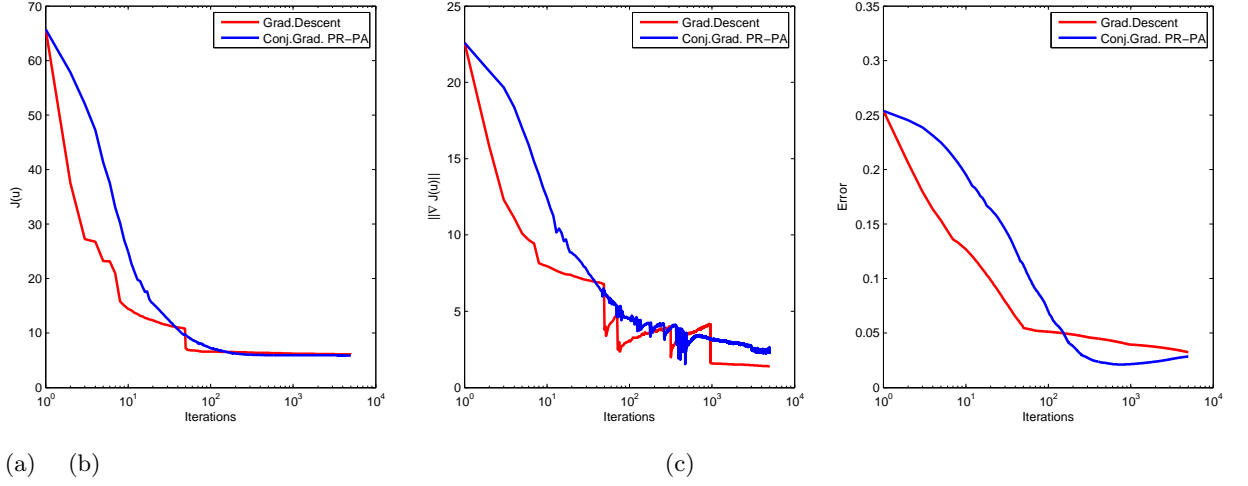 70
60
50
40
30
20
10
0
J(u)
10^0 10^1 10^2 10^3 10^4
Iterations
Grad.Descent
Conj.Grad. PR−PA
25
20
15
10
5
0
||∇ J(u)||
10^0 10^1 10^2 10^3 10^4
Iterations
Grad.Descent
Conj.Grad. PR−PA
0.35
0.3
0.25
0.2
0.15
0.1
0.05
0
Error
10^0 10^1 10^2 10^3 10^4
Iterations
Grad.Descent
Conj.Grad. PR−PA
(a) (b) (c)